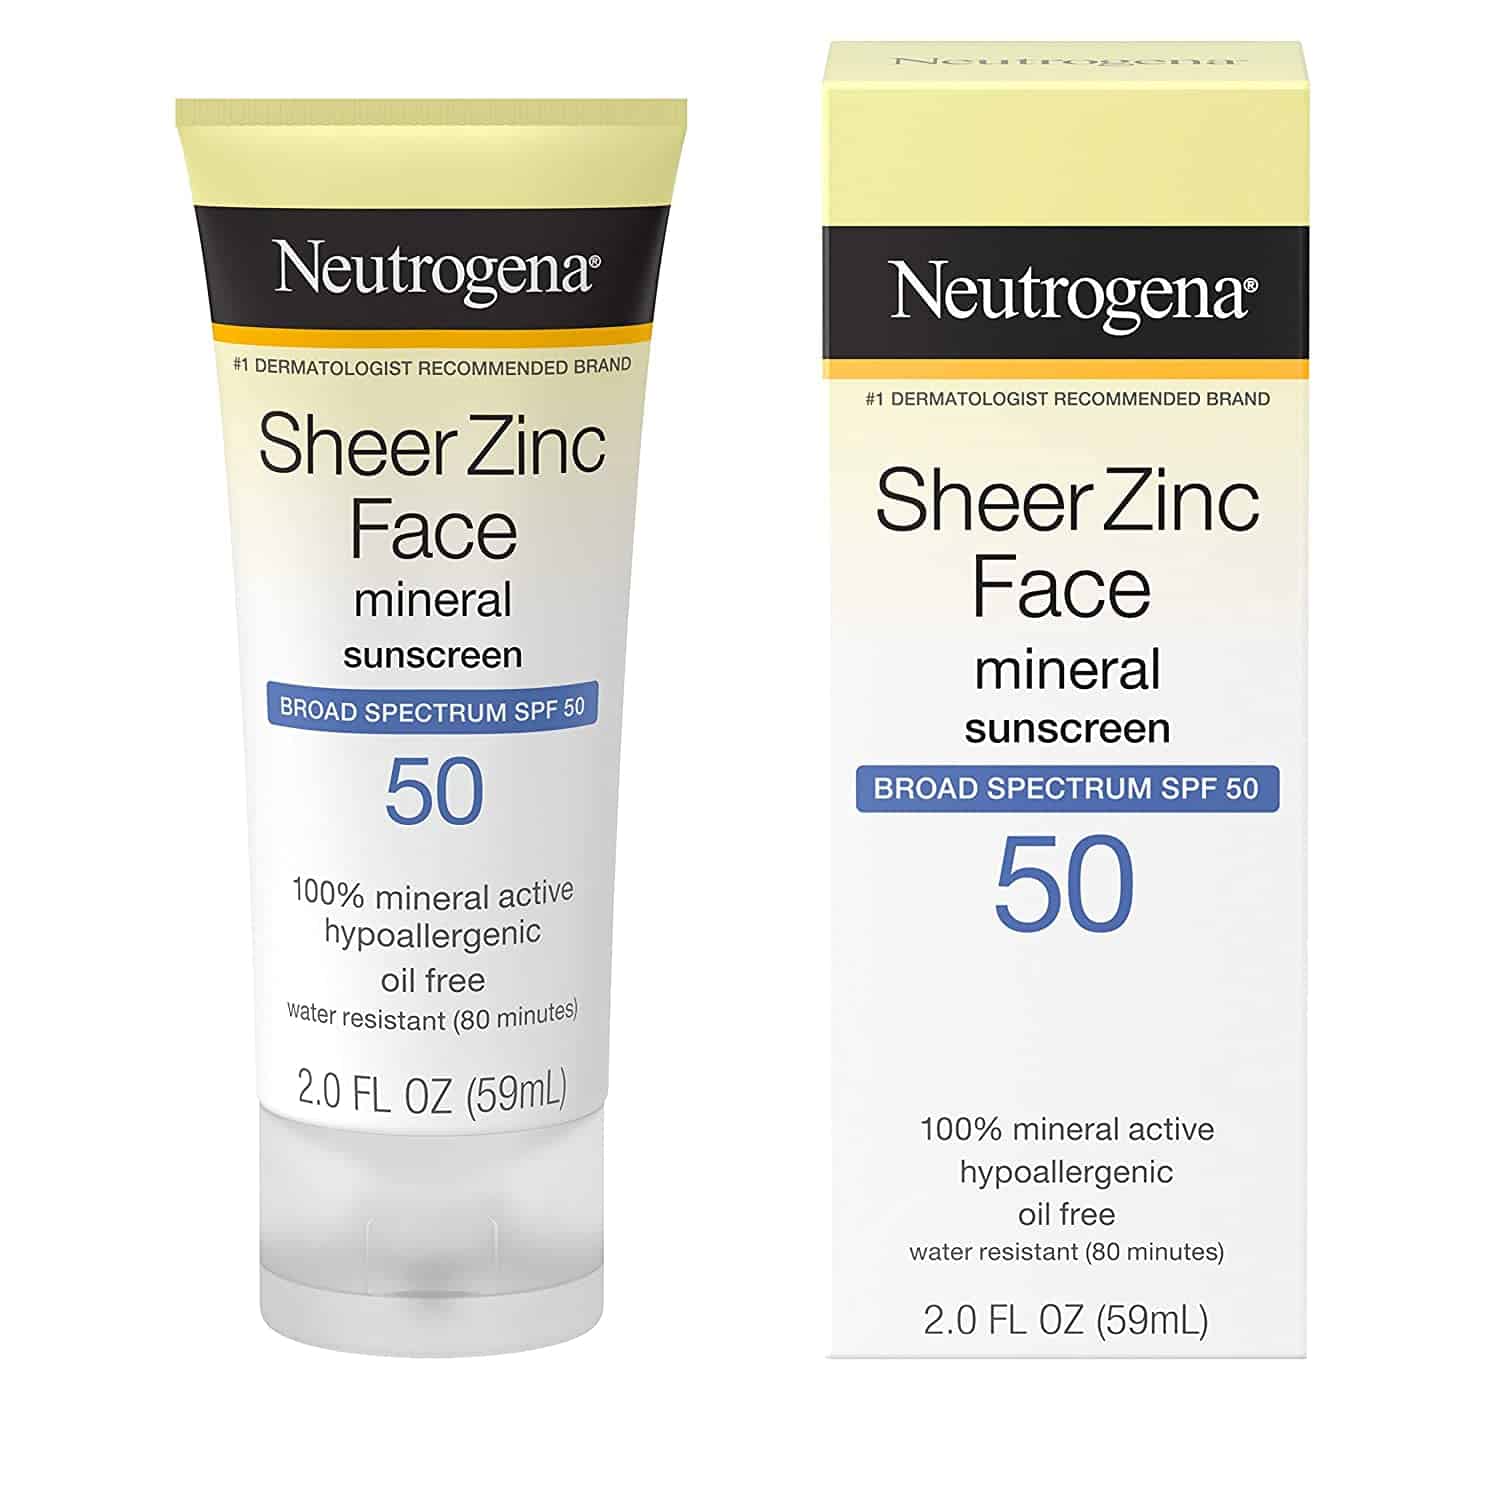 Neutrogena®
#1 DERMATOLOGIST RECOMMENDED BRAND
Sheer Zinc
Face
mineral
sunscreen
BROAD SPECTRUM SPF 50
50
100% mineral active
hypoallergenic
oil free
water resistant (80 minutes)
2.0 FL OZ (59mL)
Neutrogena®
Neutrogena®
#1 DERMATOLOGIST RECOMMENDED BRAND
Sheer Zinc
Face
mineral
sunscreen
BROAD SPECTRUM SPF 50
50
100% mineral active
hypoallergenic
oil free
water resistant (80 minutes)
2.0 FL OZ (59mL)